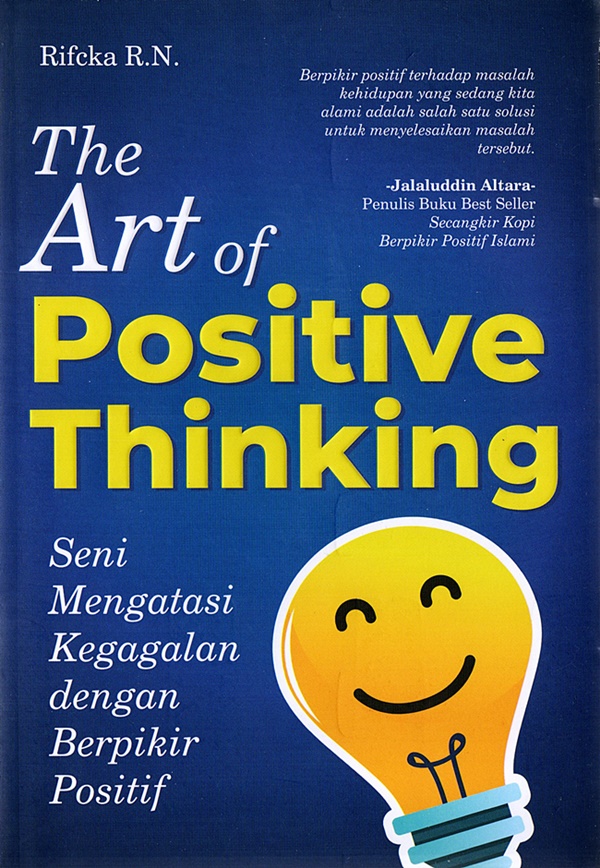 Rifcka R.N.
Berpikir positif terhadap masalah
kehidupan yang sedang kita
alami adalah salah satu solusi
untuk menyelesaikan masalah
tersebut.
-Jalaluddin Altara-
Penulis Buku Best Seller
Secangkir Kopi
Berpikir Positif Islami
The
Art of
Positive
Thinking
Seni
Mengatasi
Kegagalan
dengan
Berpikir
Positif